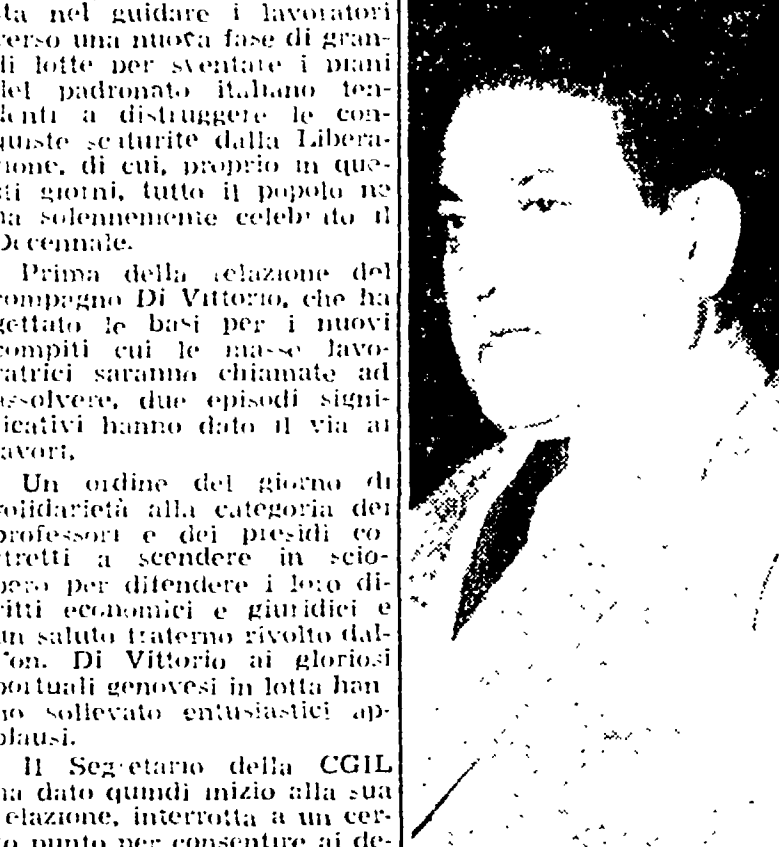 ta nel guidare i lavoratori
erso una nuova fase di gran-
di lotte per sventare i piani
del padronato italiano ten-
denti a distruggere le con-
quiste scaturite dalla Libera-
zione, di cui, proprio in que-
sti giorni, tutto il popolo ne
ha solennemente celebrato il
Decennale.
Prima della relazione del
compagno Di Vittorio, che ha
gettato le basi per i nuovi
compiti cui le masse lavo-
ratrici saranno chiamate ad
assolvere, due episodi signi-
ficativi hanno dato il via ai
lavori.
Un ordine del giorno di
solidarietà alla categoria dei
professori e dei presidi co
stretti a scendere in scio-
pero per difendere i loro di-
ritti economici e giuridici e
un saluto fraterno rivolto dal-
l'on. Di Vittorio ai gloriosi
portuali genovesi in lotta han
no sollevato entusiastici ap-
plausi.
Il Segretario della CGIL
ha dato quindi inizio alla sua
relazione, interrotta a un cer-
to punto per consentire ai de-